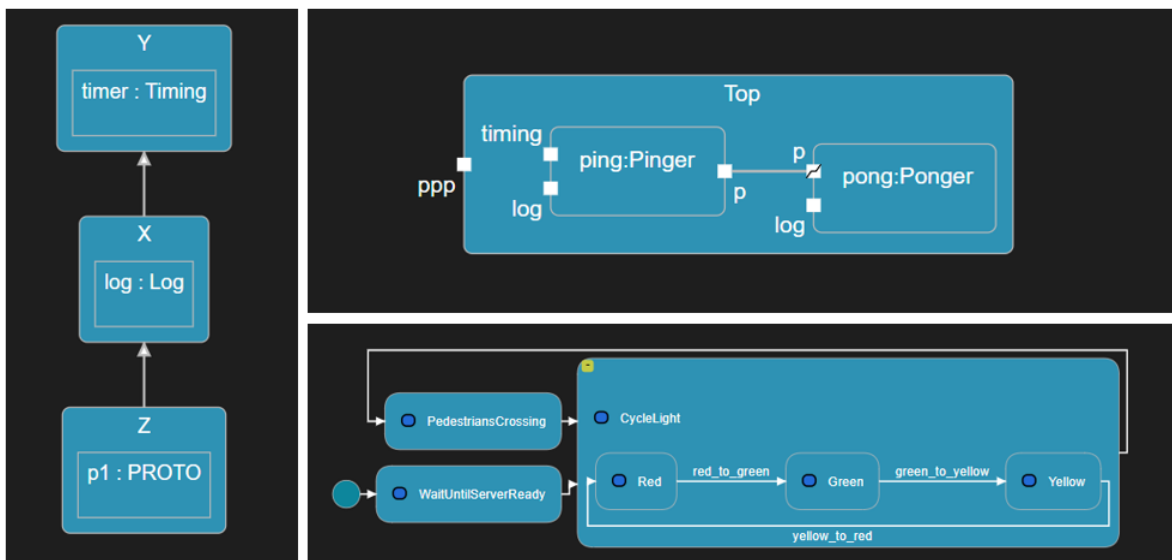 Y
timer : Timing
X
log : Log
Z
p1 : PROTO
Top
timing
ping:Pinger
p
pong:Ponger
ppp
log
p
log
-
PedestriansCrossing
CycleLight
WaitUntilServerReady
Red
red_to_green
Green
green_to_yellow
Yellow
yellow_to_red